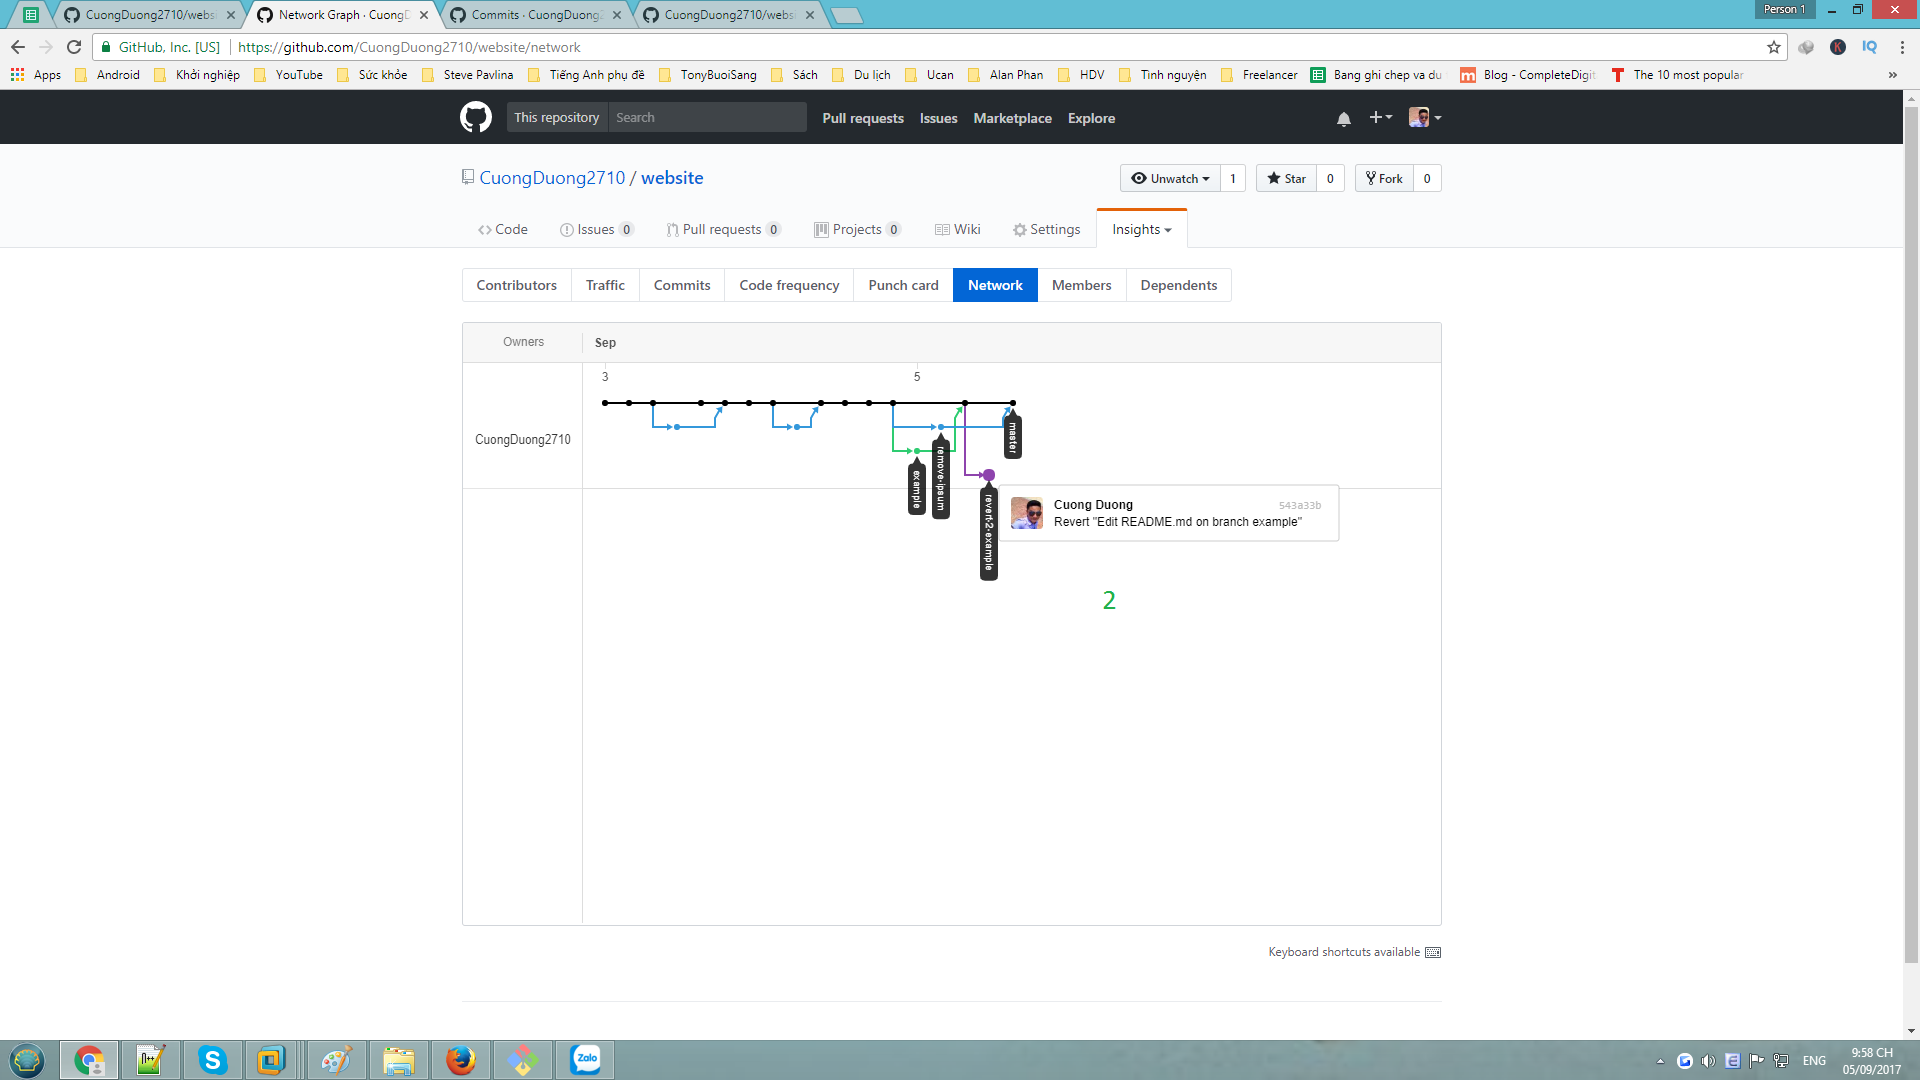 CuongDuong2710/websi
Network Graph · CuongD
Commits · CuongDuong2
CuongDuong2710/websi
Person 1
GitHub, Inc. [US]
https://github.com/CuongDuong2710/website/network
K
IQ
Apps
Android
Khởi nghiệp
YouTube
Sức khỏe
Steve Pavlina
Tiếng Anh phụ đề
TonyBuoiSang
Sách
Du lịch
Ucan
Alan Phan
HDV
Tình nguyện
Freelancer
Bang ghi chep va du
Blog - CompleteDigit
The 10 most popular
»
This repository
Search
Pull requests
Issues
Marketplace
Explore
CuongDuong2710 / website
Unwatch 1
Star 0
Fork 0
Code
Issues 0
Pull requests 0
Projects 0
Wiki
Settings
Insights
Contributors
Traffic
Commits
Code frequency
Punch card
Network
Members
Dependents
Owners
Sep
3
5
CuongDuong2710
master
example
remove-ipsum
revert-2-example
Cuong Duong
543a33b
Revert "Edit README.md on branch example"
2
Keyboard shortcuts available
Zalo
ENG
9:58 CH
05/09/2017